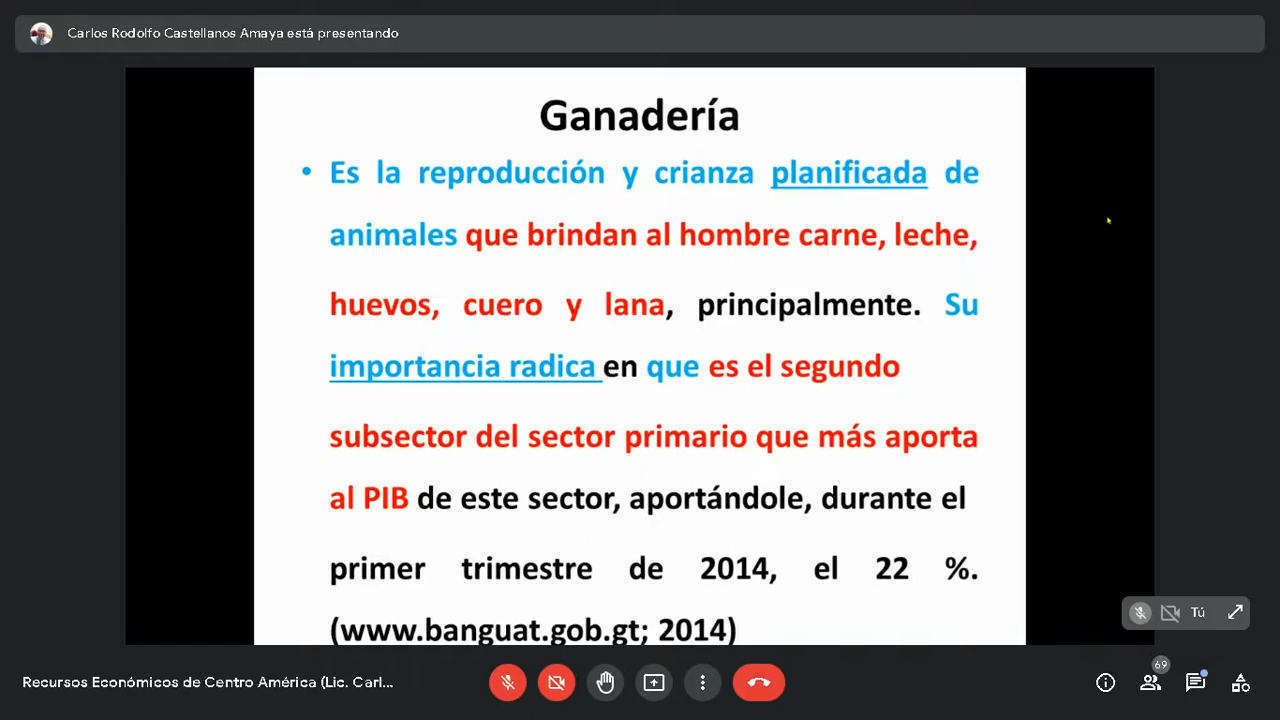 Carlos Rodolfo Castellanos Amaya está presentando
Ganadería
• Es la reproducción y crianza planificada de
animales que brindan al hombre carne, leche,
huevos, cuero y lana, principalmente. Su
importancia radica en que es el segundo
subsector del sector primario que más aporta
al PIB de este sector, aportándole, durante el
primer trimestre de 2014, el 22 %.
(www.banguat.gob.gt; 2014)
Tú
Recursos Económicos de Centro América (Lic. Carl...
69